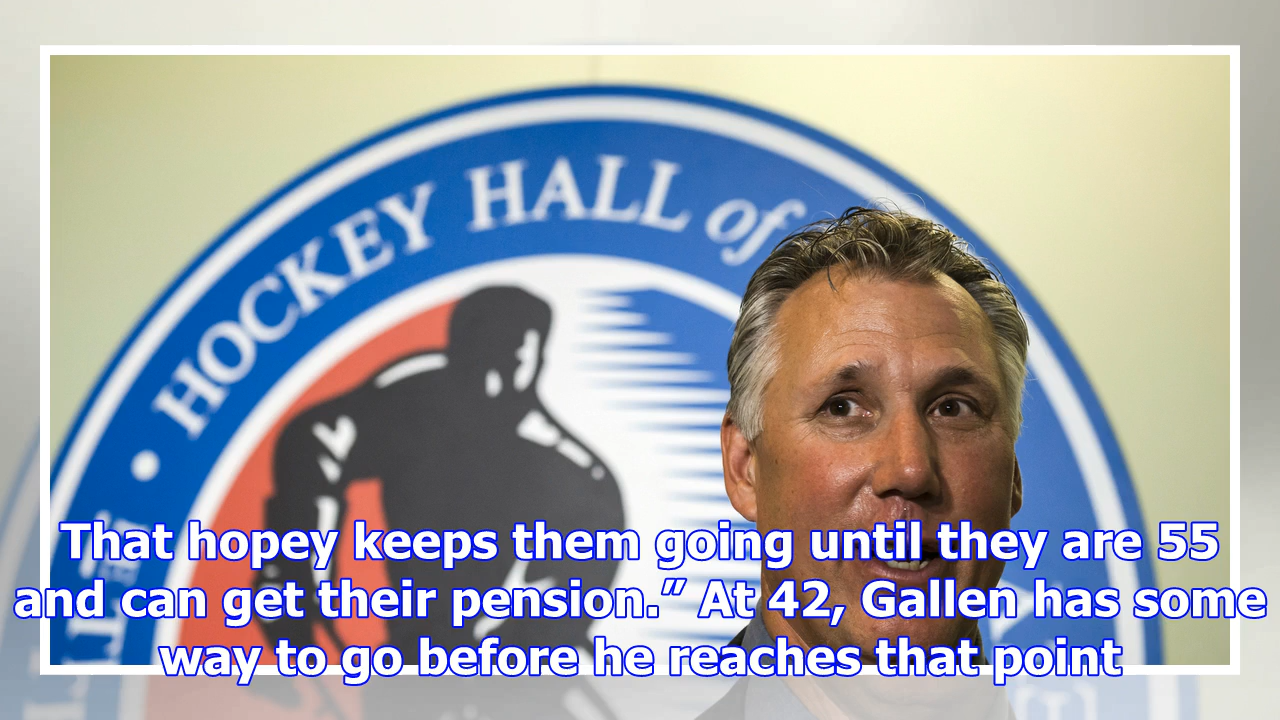 HOCKEY HALL of
That hopey keeps them going until they are 55
and can get their pension.” At 42, Gallen has some
way to go before he reaches that point